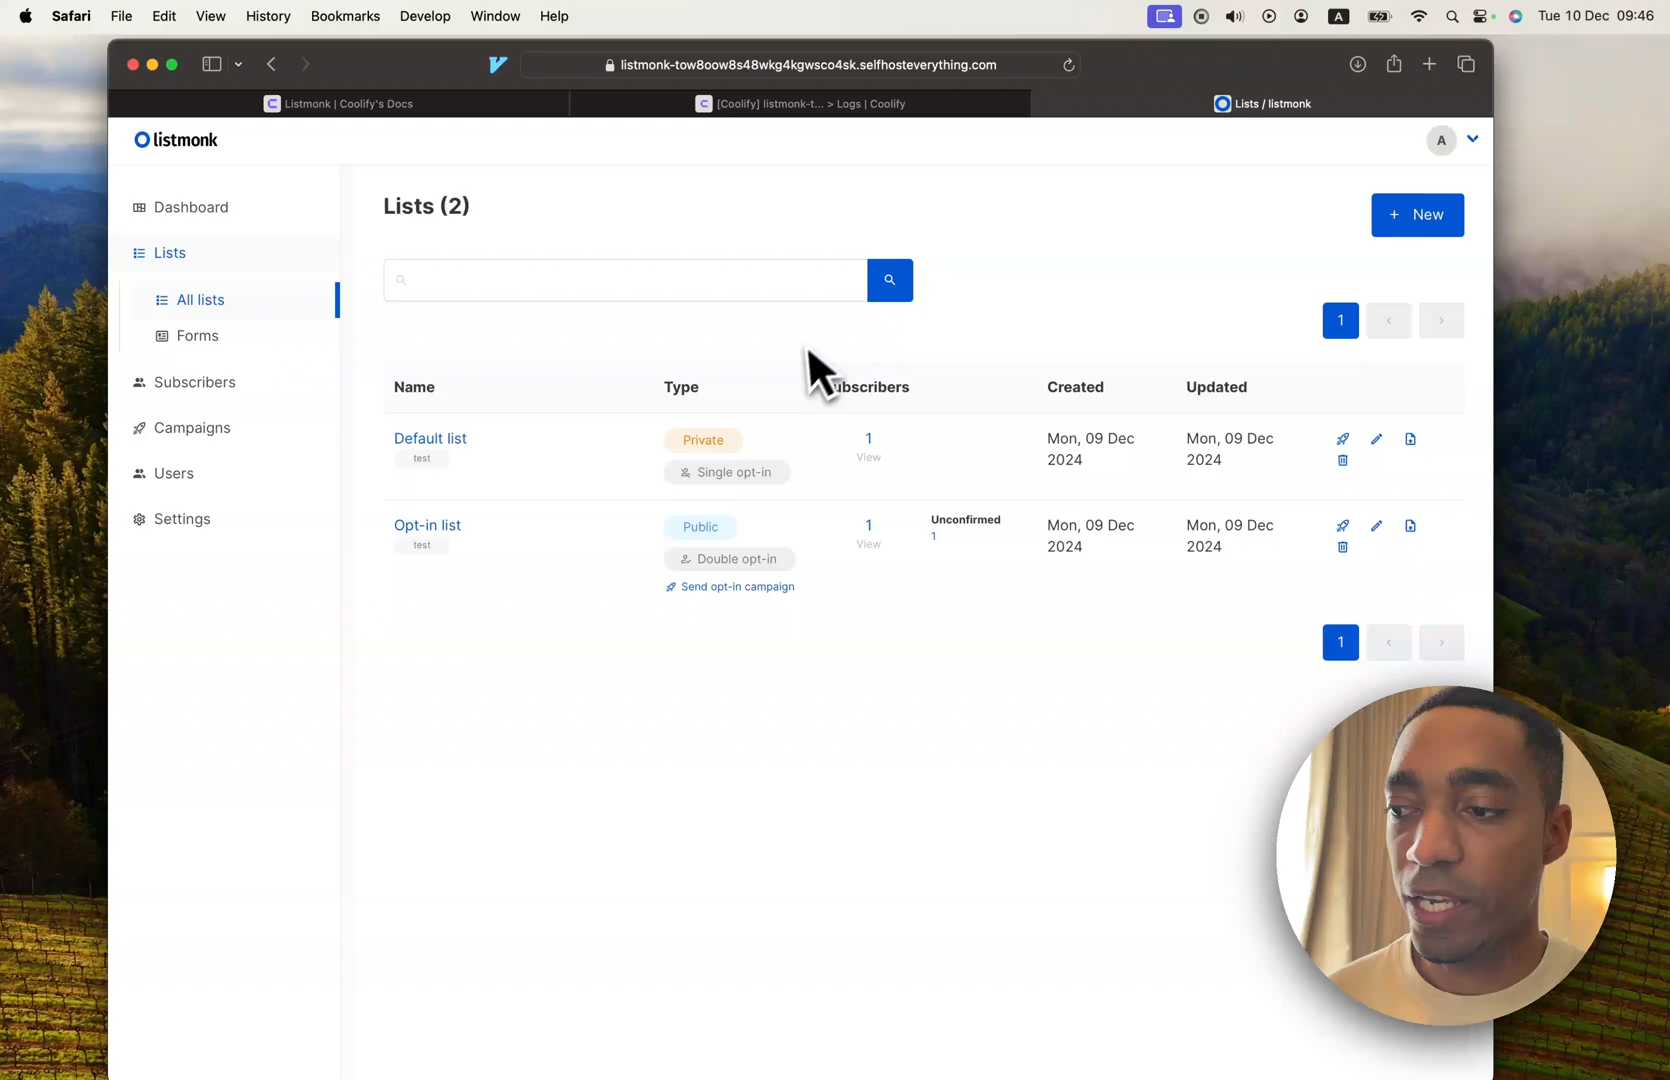 Safari File Edit View History Bookmarks Develop Window Help A Tue 10 Dec 09:46
listmonk-tow8oow8s48wkg4kgwsco4sk.selfhosteverything.com
Listmonk | Coolify's Docs
[Coolify] listmonk-t... > Logs | Coolify
Lists / listmonk
listmonk
A
Dashboard
Lists
All lists
Forms
Subscribers
Campaigns
Users
Settings
Lists (2)
+ New
1
Name Type ubscribers Created Updated
Default list
test
Private
Single opt-in
1
View
Mon, 09 Dec
2024
Mon, 09 Dec
2024
Opt-in list
test
Public
Double opt-in
Send opt-in campaign
1
View
Unconfirmed
1
Mon, 09 Dec
2024
Mon, 09 Dec
2024
1